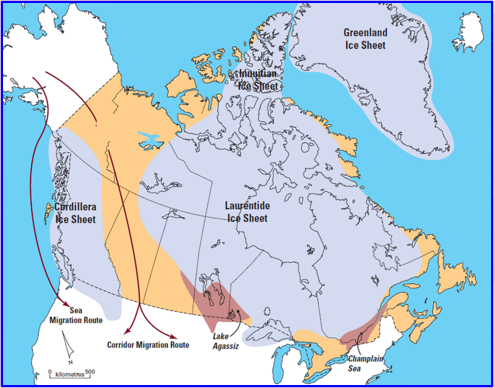 Greenland
Ice Sheet
Innuitian
Ice Sheet
Cordillera
Ice Sheet
Laurentide
Ice Sheet
Sea
Migration Route
Corridor Migration Route
Lake
Agassiz
Champlain
Sea
N
0 kilometres 500